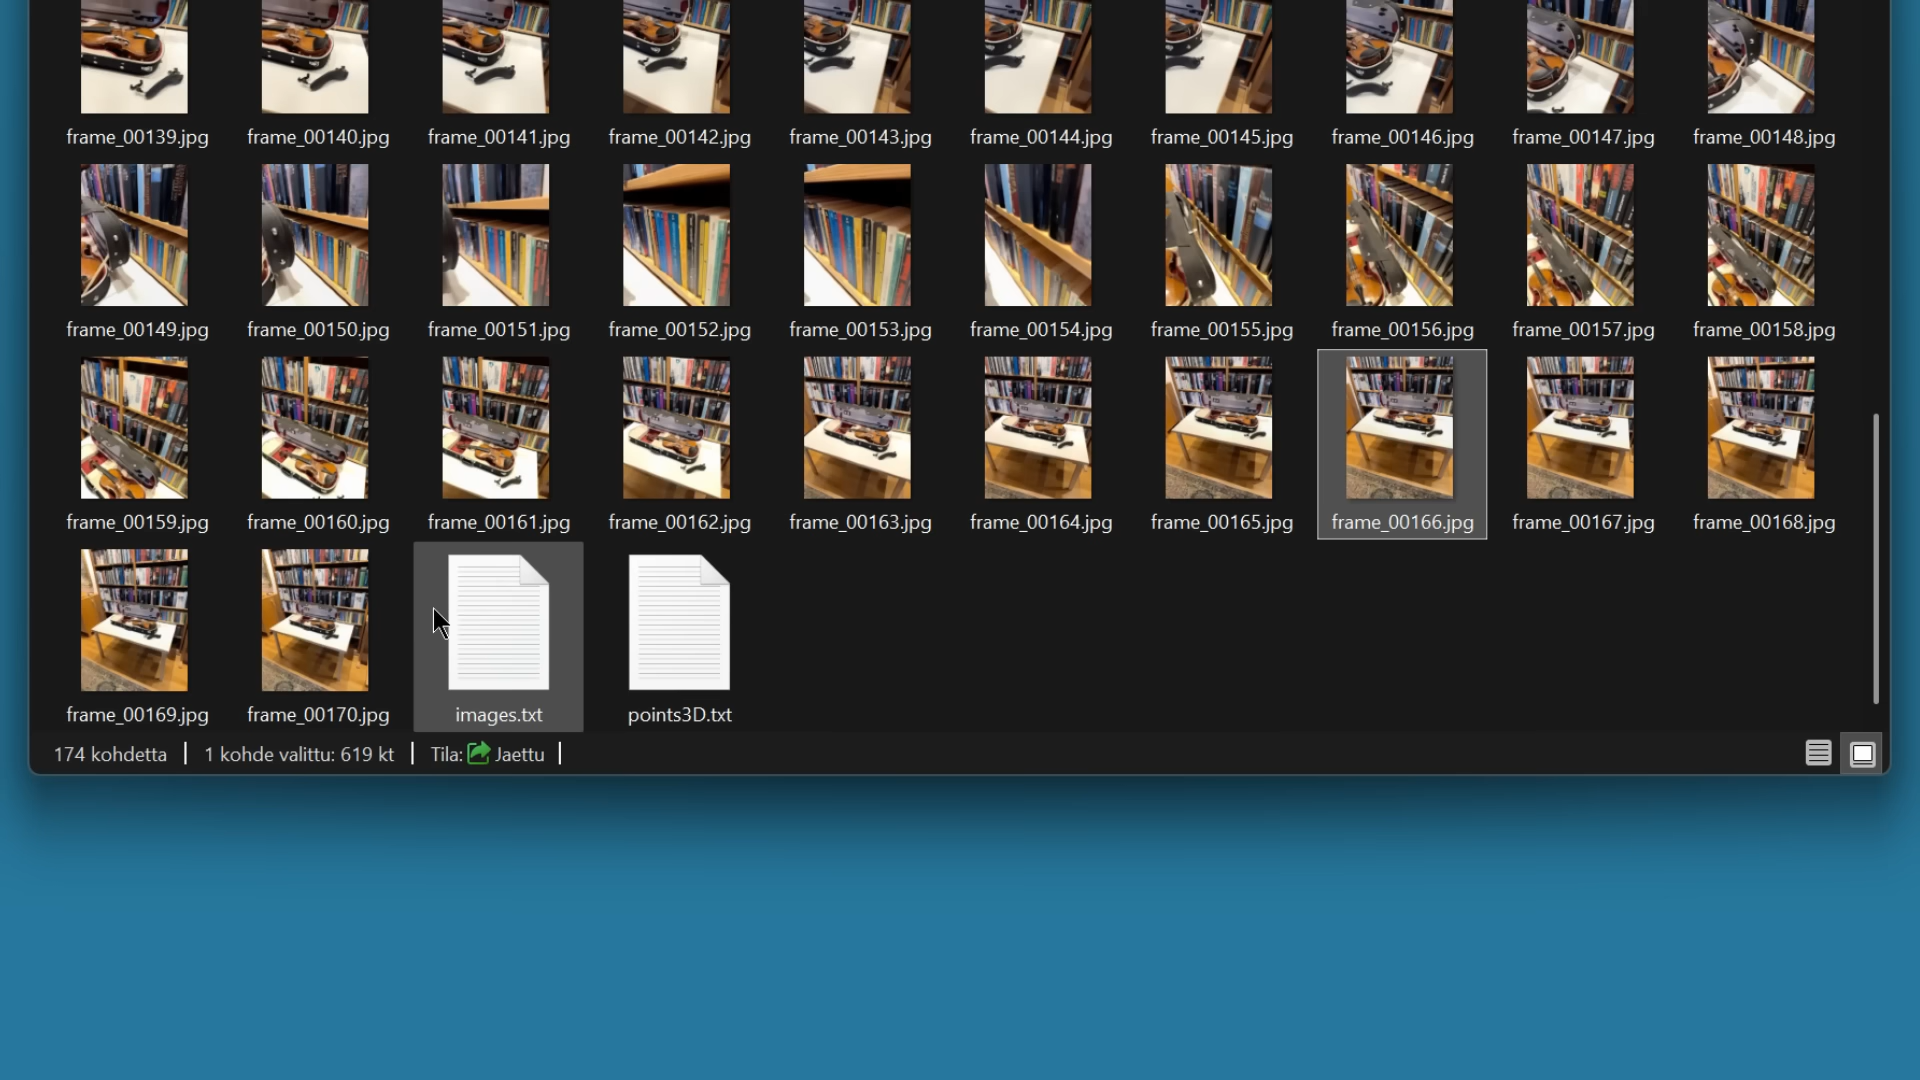 frame_00139.jpg frame_00140.jpg frame_00141.jpg frame_00142.jpg frame_00143.jpg frame_00144.jpg frame_00145.jpg frame_00146.jpg frame_00147.jpg frame_00148.jpg
frame_00149.jpg frame_00150.jpg frame_00151.jpg frame_00152.jpg frame_00153.jpg frame_00154.jpg frame_00155.jpg frame_00156.jpg frame_00157.jpg frame_00158.jpg
frame_00159.jpg frame_00160.jpg frame_00161.jpg frame_00162.jpg frame_00163.jpg frame_00164.jpg frame_00165.jpg frame_00166.jpg frame_00167.jpg frame_00168.jpg
frame_00169.jpg frame_00170.jpg images.txt points3D.txt
174 kohdetta 1 kohde valittu: 619 kt Tila: Jaettu